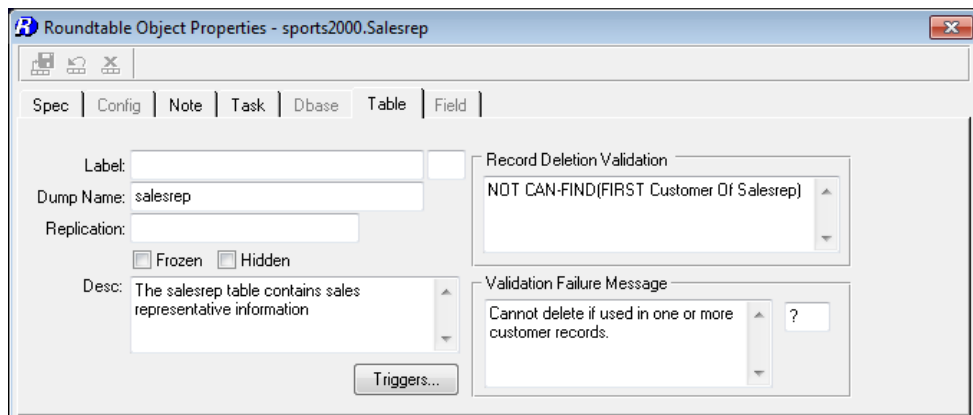 Roundtable Object Properties - sports2000.Salesrep
Spec Config Note Task Dbase Table Field
Label:
Dump Name: salesrep
Replication:
Frozen Hidden
Desc: The salesrep table contains sales
representative information
Triggers...
Record Deletion Validation
NOT CAN-FIND(FIRST Customer Of Salesrep)
Validation Failure Message
Cannot delete if used in one or more
customer records.
?